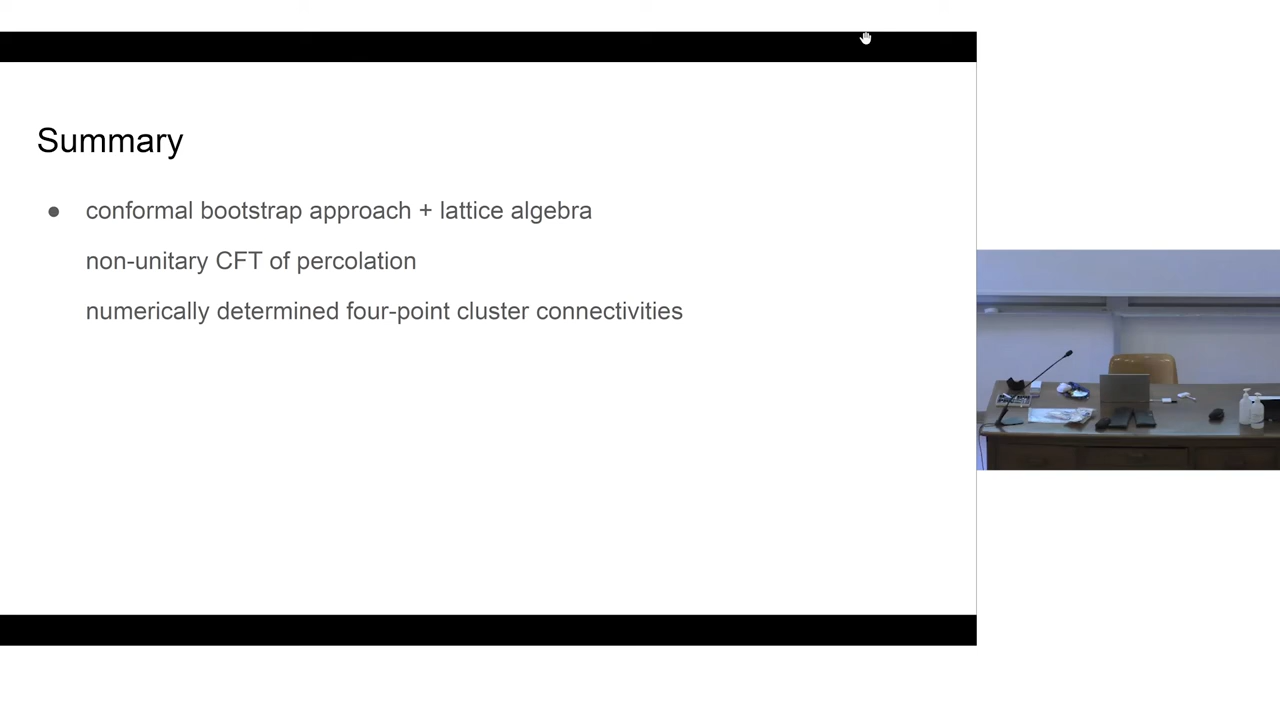 Summary
● conformal bootstrap approach + lattice algebra
non-unitary CFT of percolation
numerically determined four-point cluster connectivities